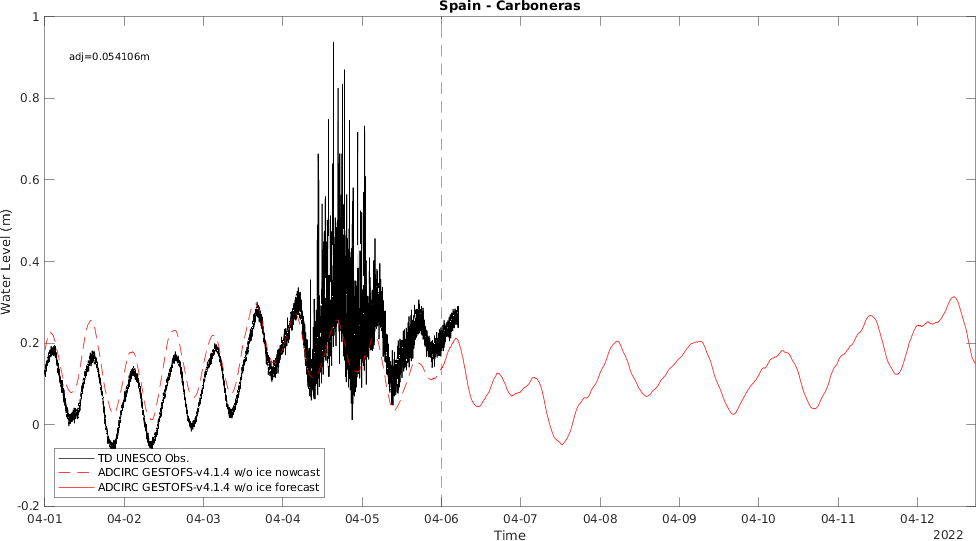 Spain - Carboneras
adj=0.054106m
Water Level (m)
1
0.8
0.6
0.4
0.2
0
-0.2
TD UNESCO Obs.
ADCIRC GESTOFS-v4.1.4 w/o ice nowcast
ADCIRC GESTOFS-v4.1.4 w/o ice forecast
04-01 04-02 04-03 04-04 04-05 04-06 04-07 04-08 04-09 04-10 04-11 04-12
Time
2022